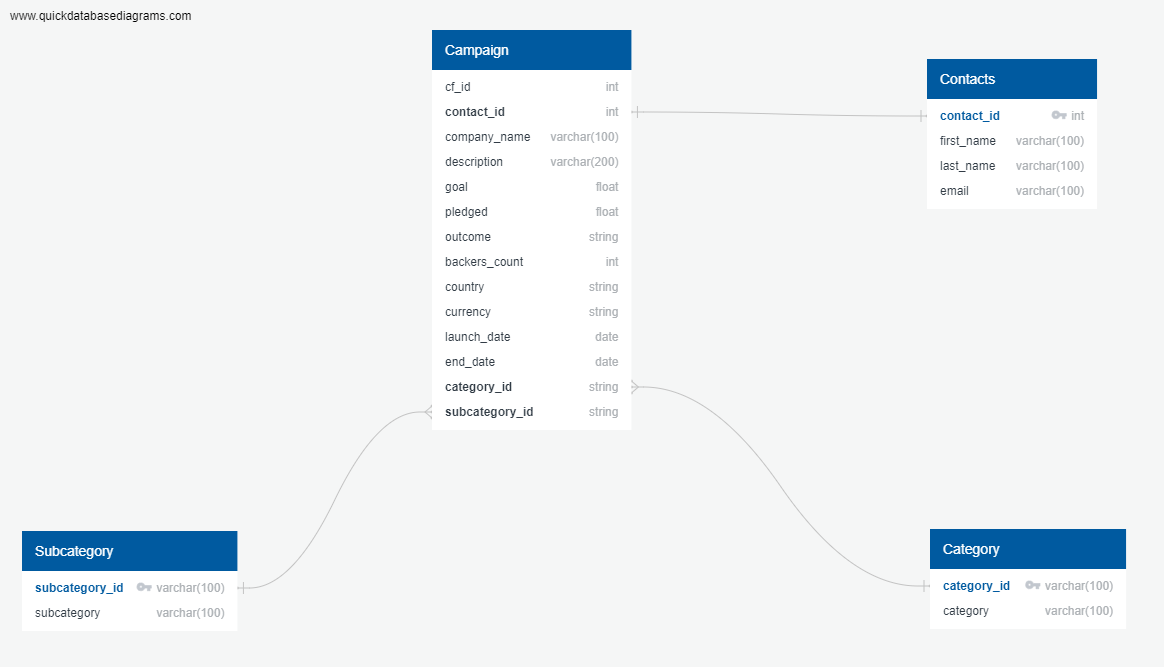 www.quickdatabasediagrams.com
Campaign
cf_id int
contact_id int
company_name varchar(100)
description varchar(200)
goal float
pledged float
outcome string
backers_count int
country string
currency string
launch_date date
end_date date
category_id string
subcategory_id string
Contacts
contact_id int
first_name varchar(100)
last_name varchar(100)
email varchar(100)
Subcategory
subcategory_id varchar(100)
subcategory varchar(100)
Category
category_id varchar(100)
category varchar(100)